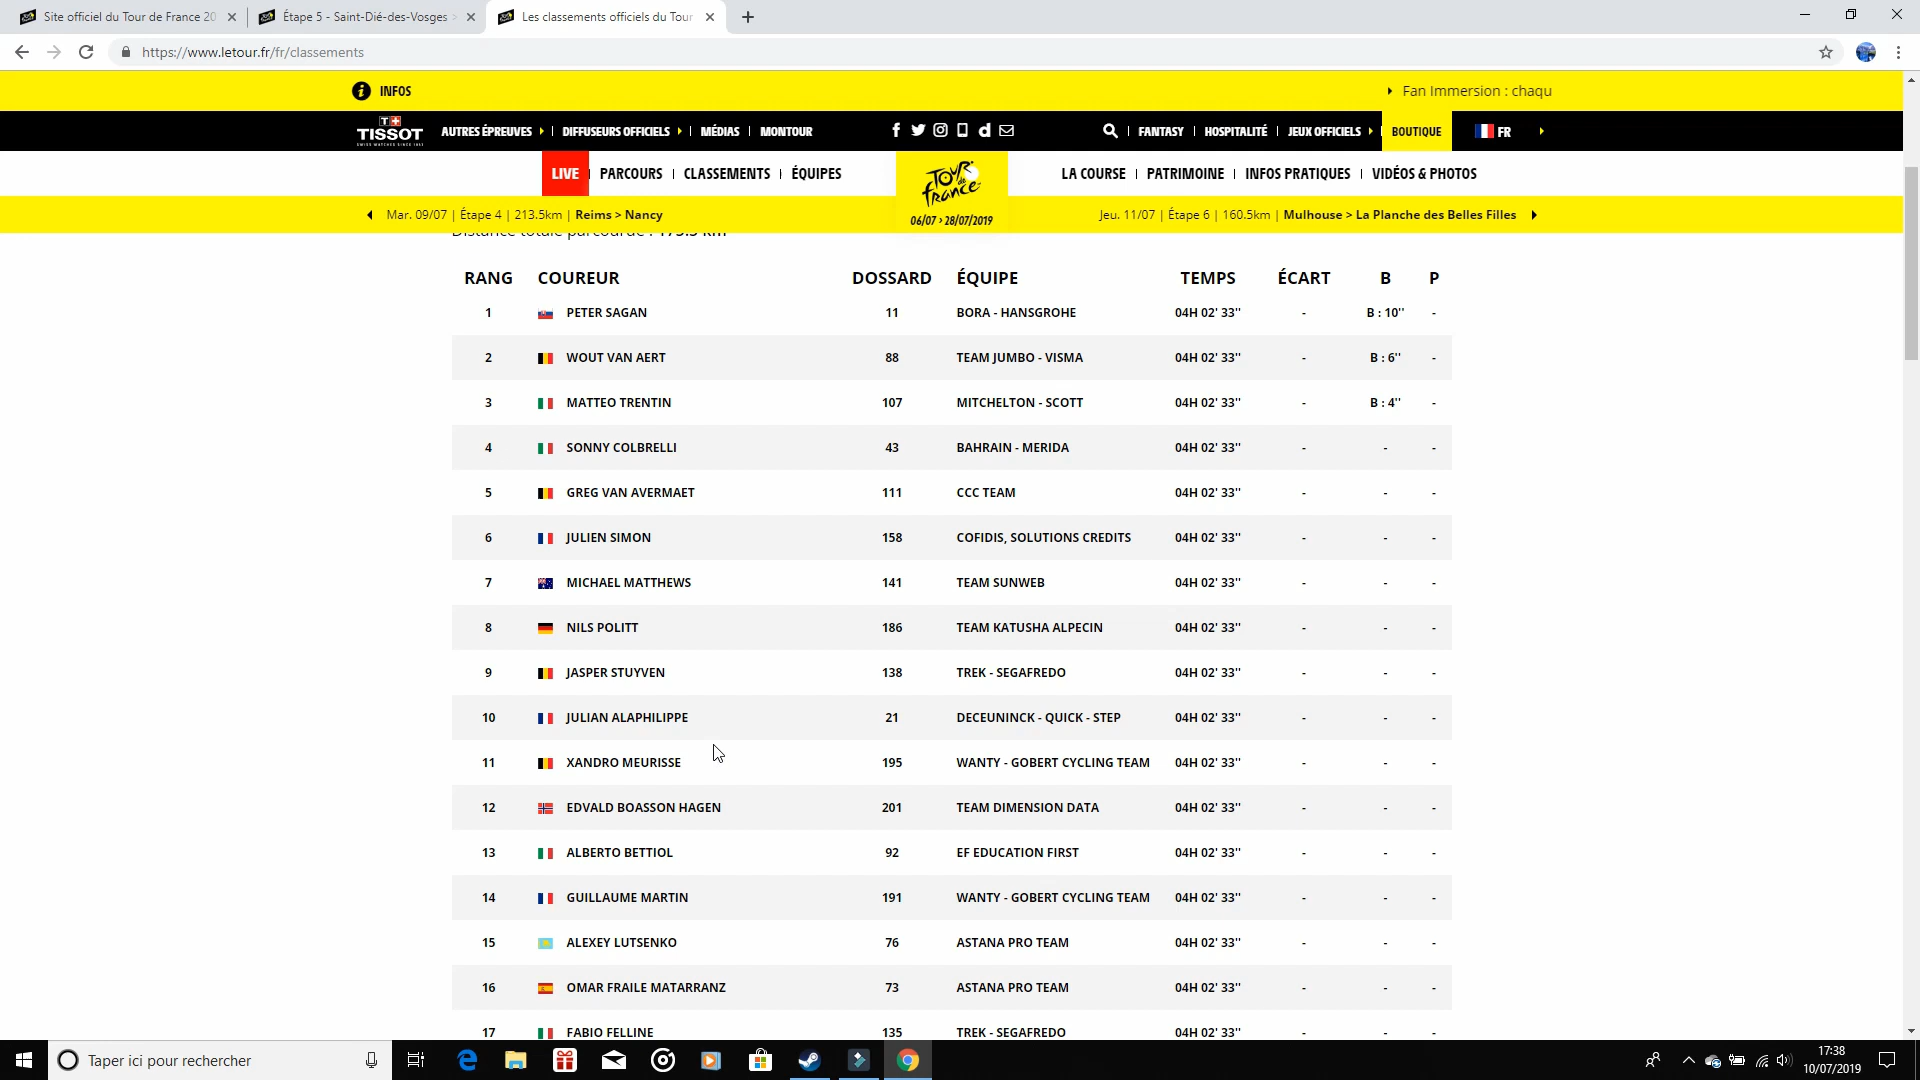 Site officiel du Tour de France 20
Étape 5 - Saint-Dié-des-Vosges >
Les classements officiels du Tour
https://www.letour.fr/fr/classements
INFOS
Fan Immersion : chaqu
T+
TISSOT
SWISS WATCHES SINCE 1853
AUTRES ÉPREUVES
DIFFUSEURS OFFICIELS
MÉDIAS
MONTOUR
FANTASY
HOSPITALITÉ
JEUX OFFICIELS
BOUTIQUE
FR
LIVE
PARCOURS
CLASSEMENTS
ÉQUIPES
TOUR de france
06/07 > 28/07/2019
LA COURSE
PATRIMOINE
INFOS PRATIQUES
VIDÉOS & PHOTOS
Mar. 09/07 | Étape 4 | 213.5km | Reims > Nancy
Jeu. 11/07 | Étape 6 | 160.5km | Mulhouse > La Planche des Belles Filles
Distance totale parcourue : 175.5 km
RANG COUREUR DOSSARD ÉQUIPE TEMPS ÉCART B P
1 PETER SAGAN 11 BORA - HANSGROHE 04H 02' 33'' - B : 10'' -
2 WOUT VAN AERT 88 TEAM JUMBO - VISMA 04H 02' 33'' - B : 6'' -
3 MATTEO TRENTIN 107 MITCHELTON - SCOTT 04H 02' 33'' - B : 4'' -
4 SONNY COLBRELLI 43 BAHRAIN - MERIDA 04H 02' 33'' - - -
5 GREG VAN AVERMAET 111 CCC TEAM 04H 02' 33'' - - -
6 JULIEN SIMON 158 COFIDIS, SOLUTIONS CREDITS 04H 02' 33'' - - -
7 MICHAEL MATTHEWS 141 TEAM SUNWEB 04H 02' 33'' - - -
8 NILS POLITT 186 TEAM KATUSHA ALPECIN 04H 02' 33'' - - -
9 JASPER STUYVEN 138 TREK - SEGAFREDO 04H 02' 33'' - - -
10 JULIAN ALAPHILIPPE 21 DECEUNINCK - QUICK - STEP 04H 02' 33'' - - -
11 XANDRO MEURISSE 195 WANTY - GOBERT CYCLING TEAM 04H 02' 33'' - - -
12 EDVALD BOASSON HAGEN 201 TEAM DIMENSION DATA 04H 02' 33'' - - -
13 ALBERTO BETTIOL 92 EF EDUCATION FIRST 04H 02' 33'' - - -
14 GUILLAUME MARTIN 191 WANTY - GOBERT CYCLING TEAM 04H 02' 33'' - - -
15 ALEXEY LUTSENKO 76 ASTANA PRO TEAM 04H 02' 33'' - - -
16 OMAR FRAILE MATARRANZ 73 ASTANA PRO TEAM 04H 02' 33'' - - -
17 FABIO FELLINE 135 TREK - SEGAFREDO 04H 02' 33'' - - -
Taper ici pour rechercher
17:38
10/07/2019